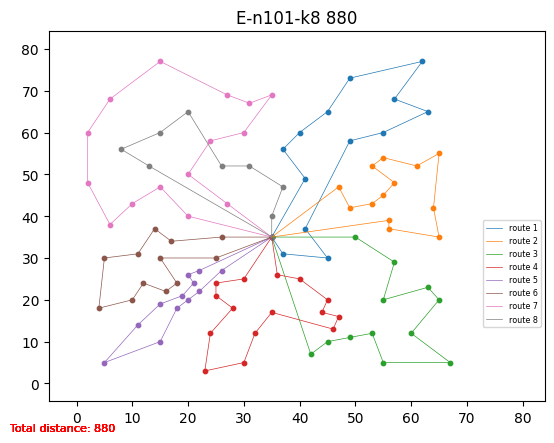 E-n101-k8 880
80
70
60
50
40
30
20
10
0
route 1
route 2
route 3
route 4
route 5
route 6
route 7
route 8
0 10 20 30 40 50 60 70 80
Total distance: 880